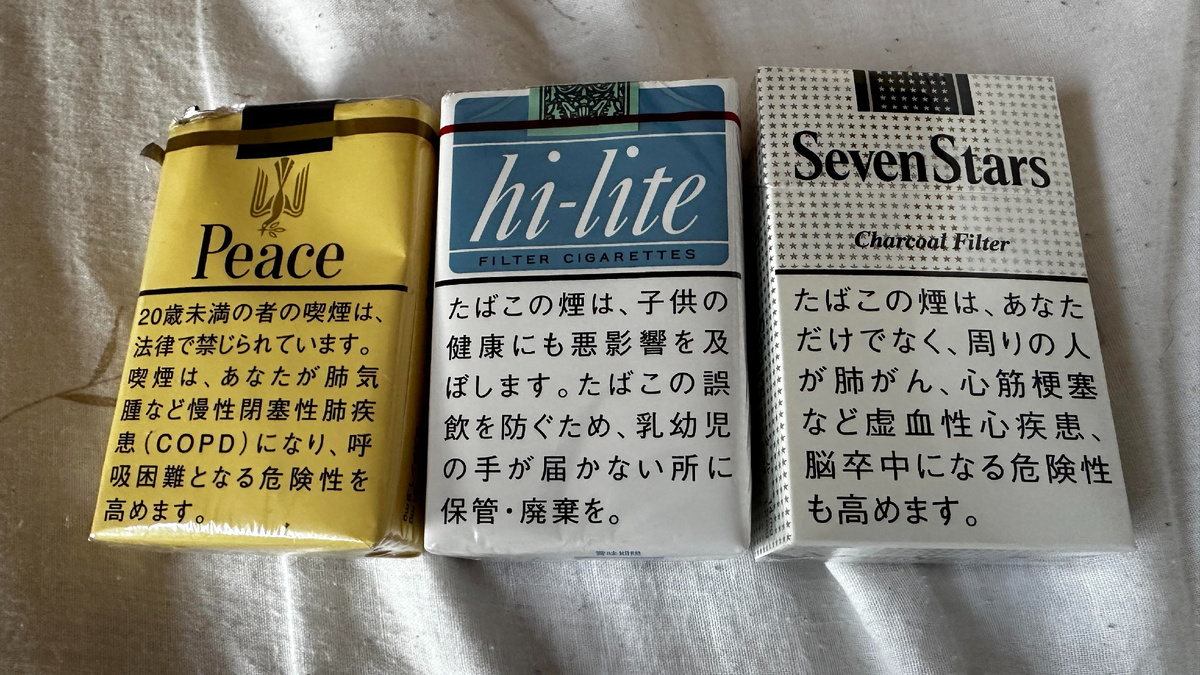 Peace
20歳未満の者の喫煙は、
法律で禁じられています。
喫煙は、あなたが肺気
腫など慢性閉塞性肺疾
患(COPD)になり、呼
吸困難となる危険性を
高めます。
hi-lite
FILTER CIGARETTES
たばこの煙は、子供の
健康にも悪影響を及
ぼします。たばこの誤
飲を防ぐため、乳幼児
の手が届かない所に
保管・廃棄を。
賞味期限
Seven Stars
Charcoal Filter
たばこの煙は、あなた
だけでなく、周りの人
が肺がん、心筋梗塞
など虚血性心疾患、
脳卒中になる危険性
も高めます。